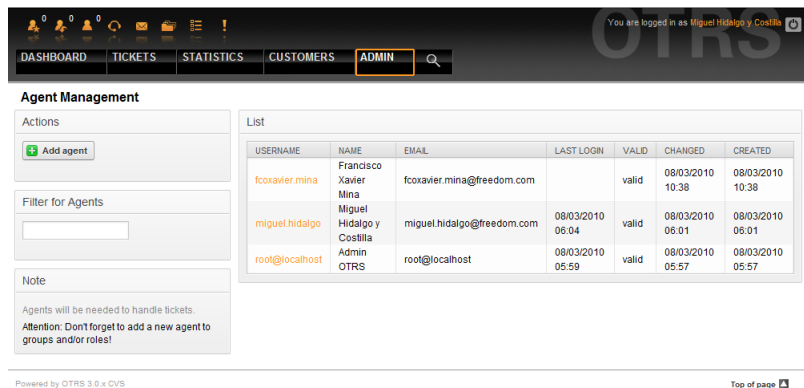 0 0 0
You are logged in as Miguel Hidalgo y Costilla
OTRS
DASHBOARD TICKETS STATISTICS CUSTOMERS ADMIN
Agent Management
Actions
Add agent
Filter for Agents
Note
Agents will be needed to handle tickets.
Attention: Don't forget to add a new agent to
groups and/or roles!
List
USERNAME NAME EMAIL LAST LOGIN VALID CHANGED CREATED
fcoxavier.mina Francisco Xavier Mina fcoxavier.mina@freedom.com valid 08/03/2010 10:38 08/03/2010 10:38
miguel.hidalgo Miguel Hidalgo y Costilla miguel.hidalgo@freedom.com 08/03/2010 06:04 valid 08/03/2010 06:01 08/03/2010 06:01
root@localhost Admin OTRS root@localhost 08/03/2010 05:59 valid 08/03/2010 05:57 08/03/2010 05:57
Powered by OTRS 3.0.x CVS
Top of page